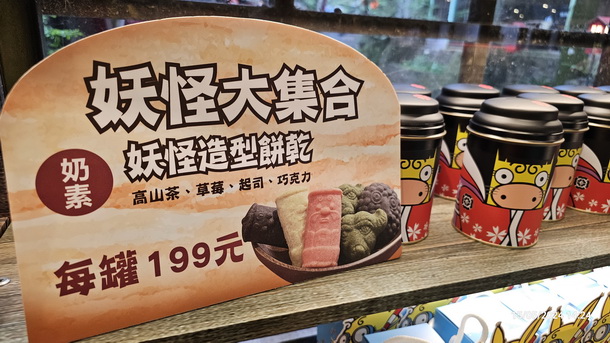 妖怪大集合
妖怪造型餅乾
奶素
高山茶、草莓、起司、巧克力
每罐199元